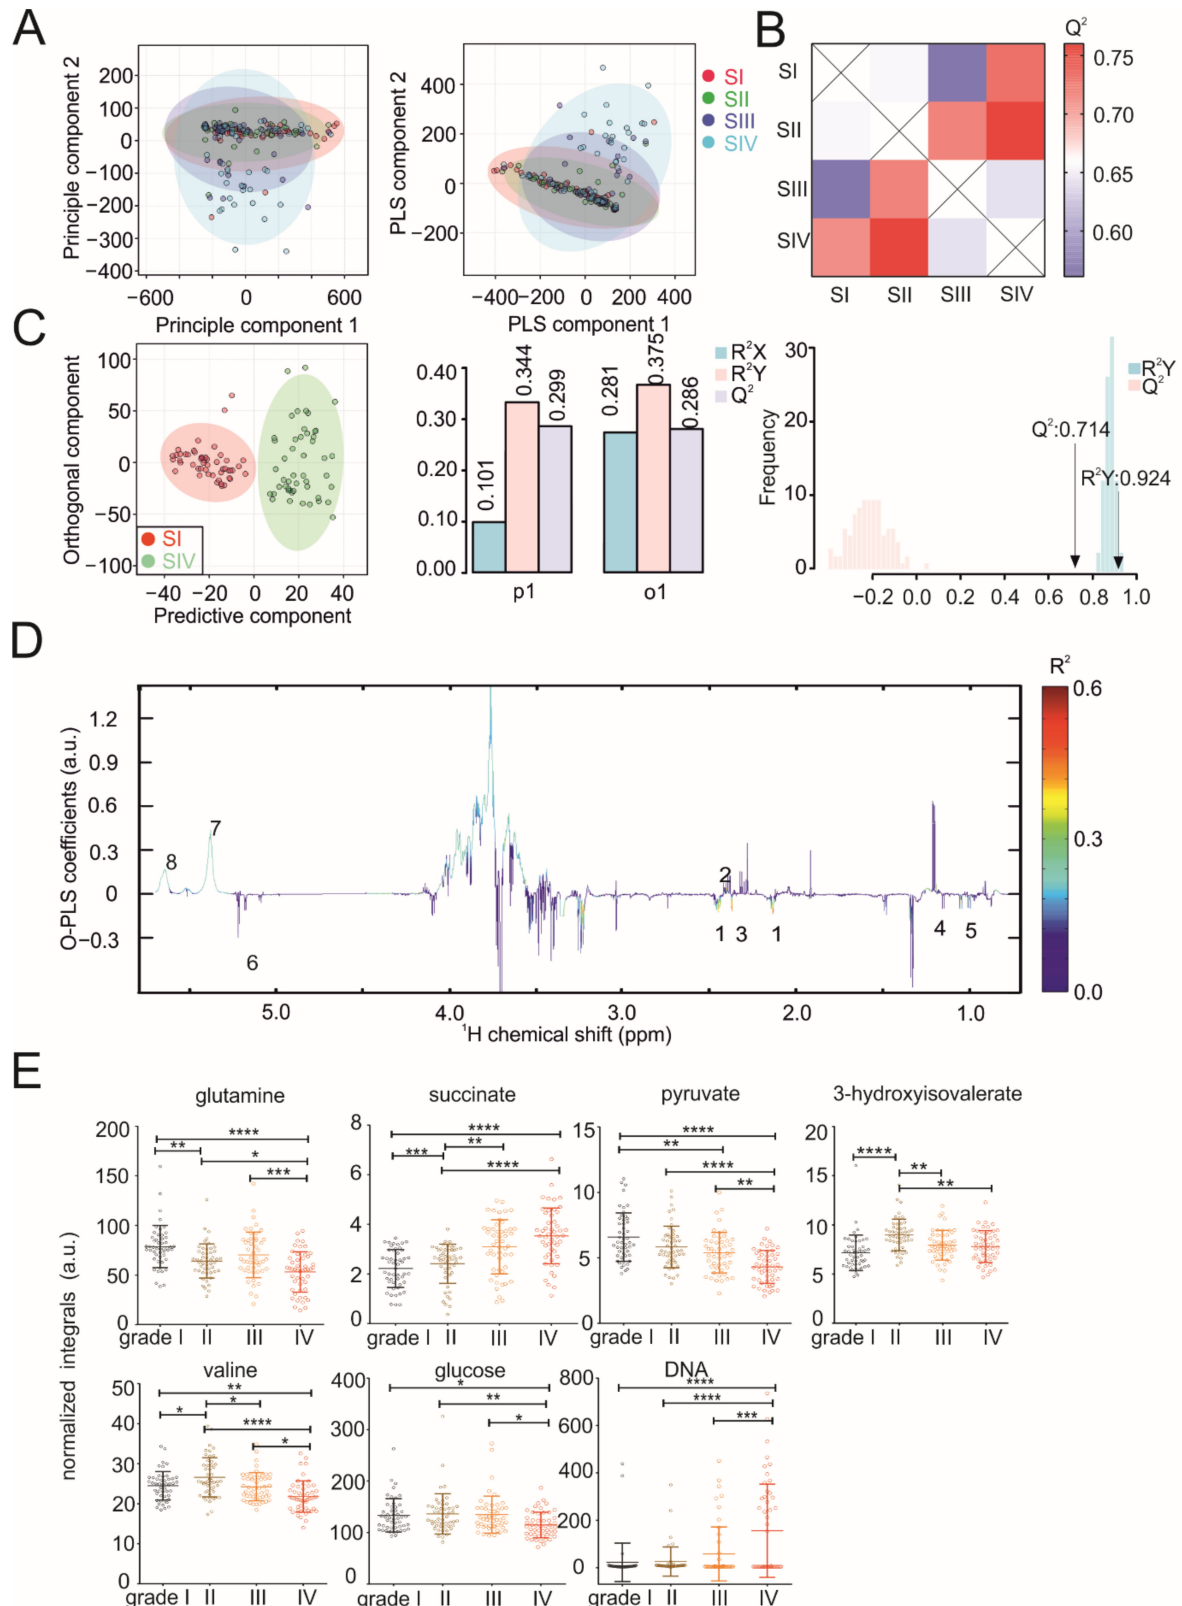 A
Principle component 2
200
100
0
−100
−200
−300
−400
−600
0
600
Principle component 1
PLS component 2
400
200
0
−200
−400
−200
0
200
400
PLS component 1
SI
SII
SIII
SIV
B
SI
SII
SIII
SIV
SI
SII
SIII
SIV
Q²
0.75
0.70
0.65
0.60
C
Orthogonal component
100
50
0
−50
−100
SI
SIV
−40
−20
0
20
40
Predictive component
0.40
0.30
0.20
0.10
0.00
0.101
0.344
0.299
0.281
0.375
0.286
p1
o1
R²X
R²Y
Q²
Frequency
30
20
10
0
Q²:0.714
R²Y:0.924
R²Y
Q²
−0.2
0.0
0.2
0.4
0.6
0.8
1.0
D
O-PLS coefficients (a.u.)
1.2
0.9
0.6
0.3
0
−0.3
8
7
6
2
1
3
1
4
5
5.0
4.0
3.0
2.0
1.0
¹H chemical shift (ppm)
R²
0.6
0.3
0.0
E
normalized integrals (a.u.)
glutamine
200
150
100
50
0
****
**
*
***
grade I
II
III
IV
succinate
8
6
4
2
0
****
**
***
****
grade I
II
III
IV
pyruvate
15
10
5
0
****
**
****
**
grade I
II
III
IV
3-hydroxyisovalerate
20
15
10
5
0
****
**
**
grade I
II
III
IV
valine
50
40
30
20
10
0
**
*
*
****
*
grade I
II
III
IV
glucose
400
300
200
100
0
*
**
*
grade I
II
III
IV
DNA
800
600
400
200
0
****
****
***
grade I
II
III
IV